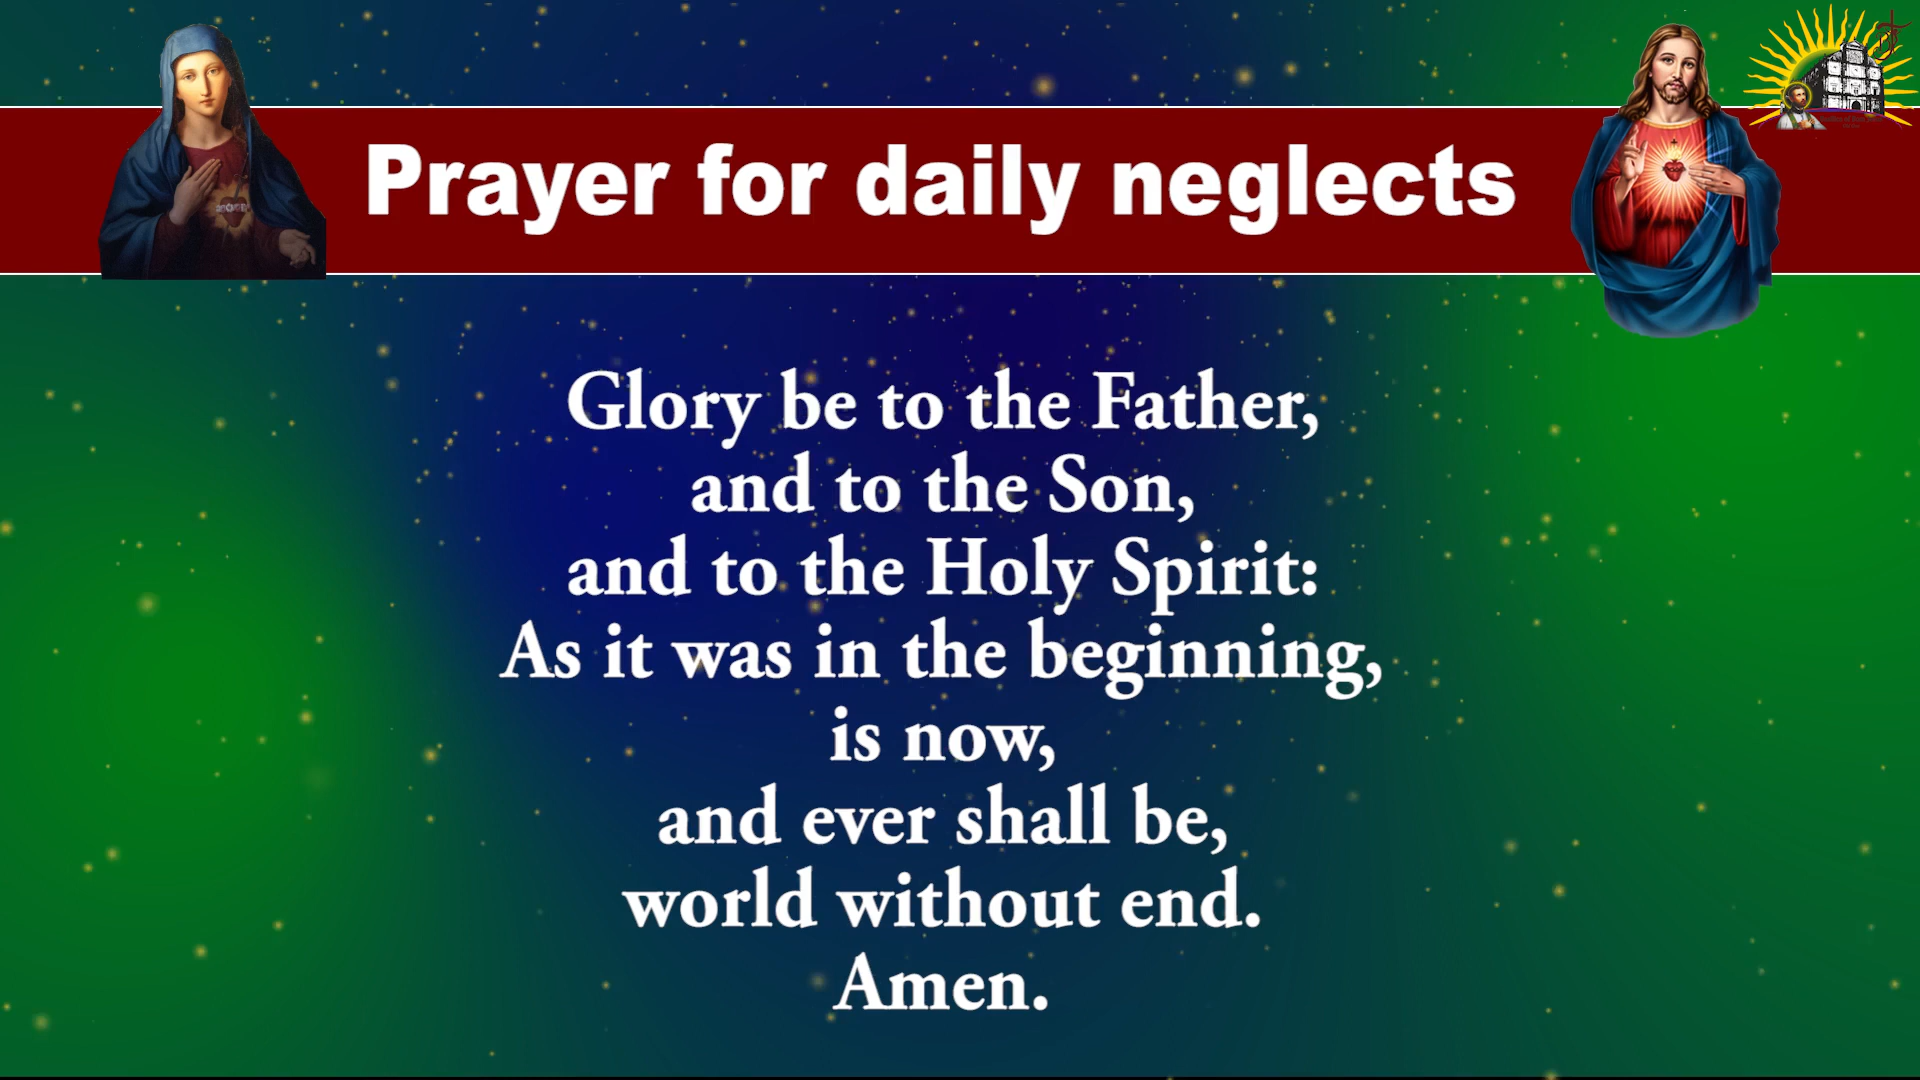 Prayer for daily neglects
Glory be to the Father,
and to the Son,
and to the Holy Spirit:
As it was in the beginning,
is now,
and ever shall be,
world without end.
Amen.